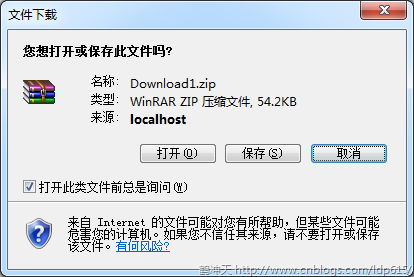 文件下载
您想打开或保存此文件吗?
名称: Download1.zip
类型: WinRAR ZIP 压缩文件, 54.2KB
来源: localhost
打开(O) 保存(S) 取消
打开此类文件前总是询问(W)
来自 Internet 的文件可能对您有所帮助，但某些文件可能
危害您的计算机。如果您不信任其来源，请不要打开或保存
该文件。有何风险?
鹤冲天 http://www.cnblogs.com/ldp615